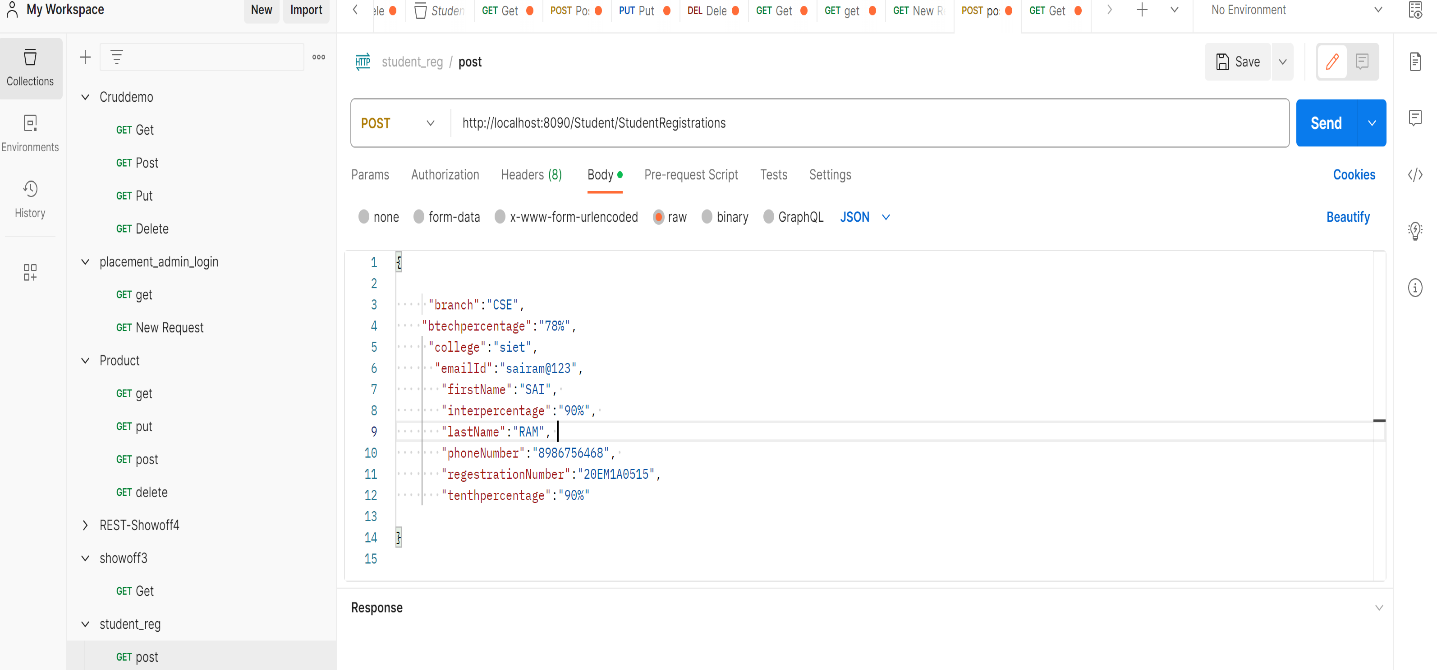 My Workspace New Import
ele Studen GET Get POST Po PUT Put DEL Dele GET Get GET get GET New R POST po GET Get No Environment
Collections
Environments
History
Cruddemo
GET Get
GET Post
GET Put
GET Delete
placement_admin_login
GET get
GET New Request
Product
GET get
GET put
GET post
GET delete
REST-Showoff4
showoff3
GET Get
student_reg
GET post
HTTP student_reg / post Save
POST http://localhost:8090/Student/StudentRegistrations Send
Params Authorization Headers (8) Body Pre-request Script Tests Settings Cookies
none form-data x-www-form-urlencoded raw binary GraphQL JSON Beautify
1 {
2
3 "branch":"CSE",
4 "btechpercentage":"78%",
5 "college":"siet",
6 "emailId":"sairam@123",
7 "firstName":"SAI",
8 "interpercentage":"90%",
9 "lastName":"RAM",
10 "phoneNumber":"8986756468",
11 "regestrationNumber":"20EM1A0515",
12 "tenthpercentage":"90%"
13
14 }
15
Response